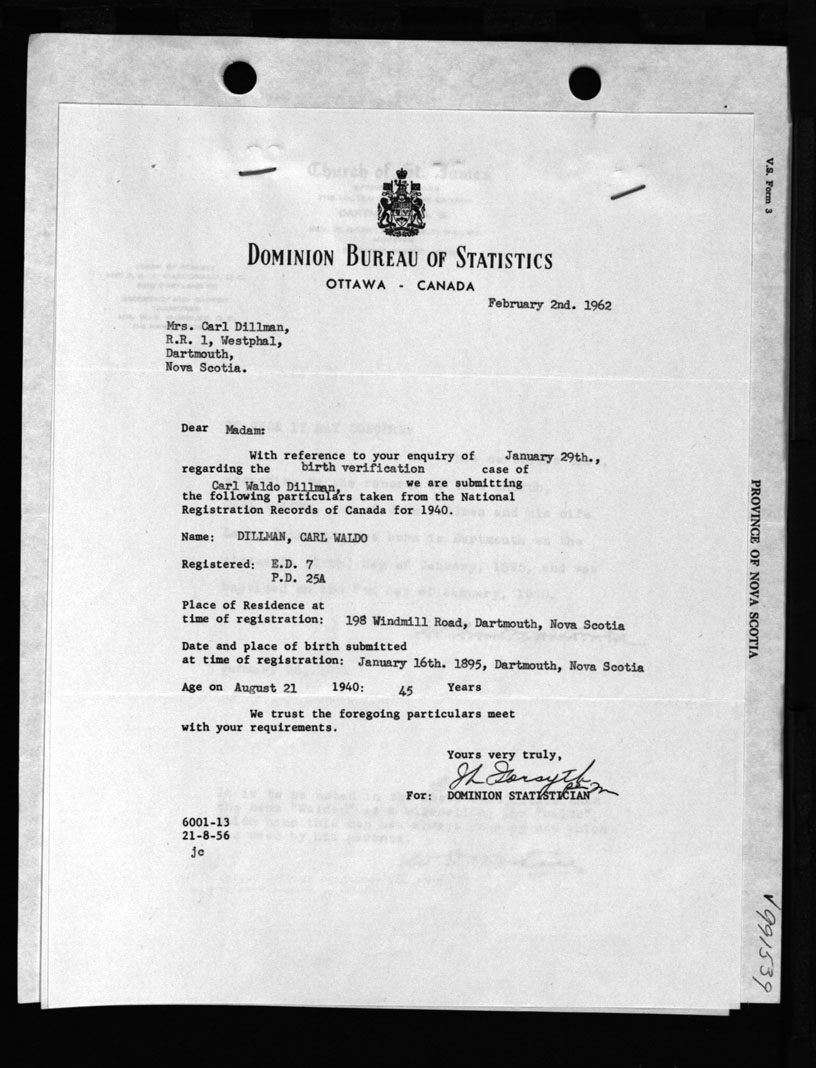 Church of St. James
DOMINION BUREAU OF STATISTICS
OTTAWA - CANADA
February 2nd. 1962
Mrs. Carl Dillman,
R.R. 1, Westphal,
Dartmouth,
Nova Scotia.
Dear Madam:
With reference to your enquiry of January 29th.,
regarding the birth verification case of
Carl Waldo Dillman, we are submitting
the following particulars taken from the National
Registration Records of Canada for 1940.
Name: DILLMAN, CARL WALDO
Registered: E.D. 7
P.D. 25A
Place of Residence at
time of registration: 198 Windmill Road, Dartmouth, Nova Scotia
Date and place of birth submitted
at time of registration: January 16th. 1895, Dartmouth, Nova Scotia
Age on August 21 1940: 45 Years
We trust the foregoing particulars meet
with your requirements.
Yours very truly,
For: DOMINION STATISTICIAN
6001-13
21-8-56
jc
V.S. Form 3
PROVINCE OF NOVA SCOTIA
V991539